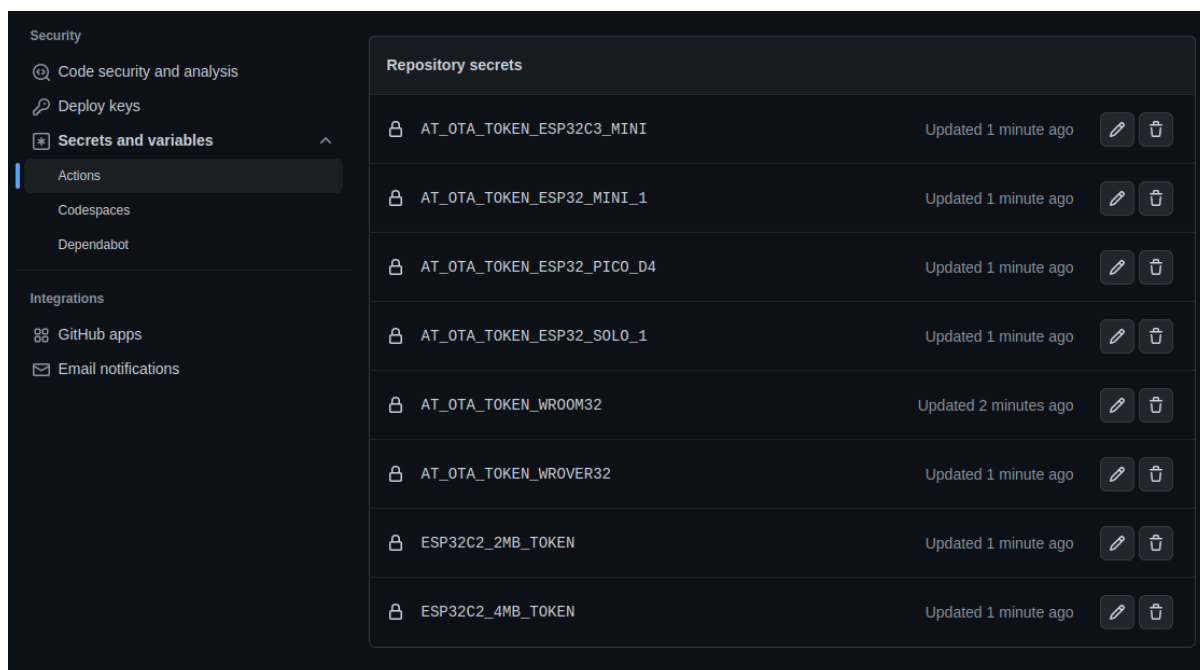 Security
Code security and analysis
Deploy keys
Secrets and variables
Actions
Codespaces
Dependabot
Integrations
GitHub apps
Email notifications
Repository secrets
AT_OTA_TOKEN_ESP32C3_MINI Updated 1 minute ago
AT_OTA_TOKEN_ESP32_MINI_1 Updated 1 minute ago
AT_OTA_TOKEN_ESP32_PICO_D4 Updated 1 minute ago
AT_OTA_TOKEN_ESP32_SOLO_1 Updated 1 minute ago
AT_OTA_TOKEN_WROOM32 Updated 2 minutes ago
AT_OTA_TOKEN_WROVER32 Updated 1 minute ago
ESP32C2_2MB_TOKEN Updated 1 minute ago
ESP32C2_4MB_TOKEN Updated 1 minute ago